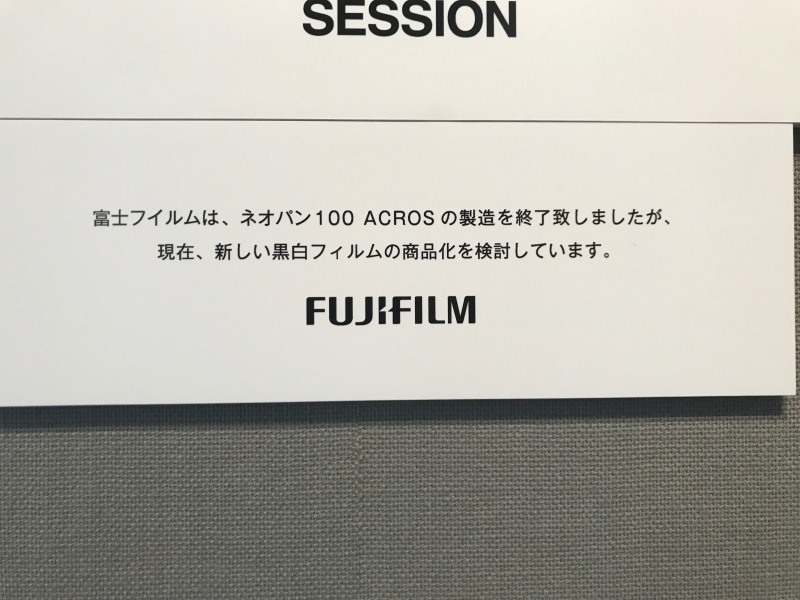 SESSION
富士フイルムは、ネオパン100 ACROSの製造を終了致しましたが、
現在、新しい黒白フィルムの商品化を検討しています。
FUJIFILM